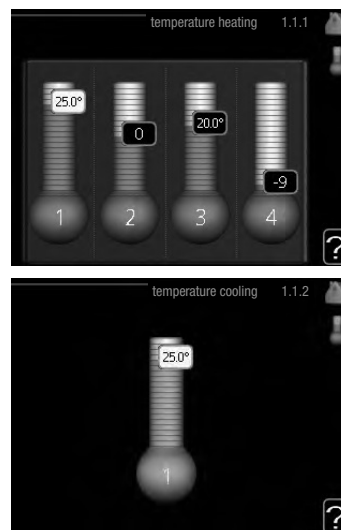 temperature heating 1.1.1
25.0°
0
20.0°
-9
1 2 3 4
?
temperature cooling 1.1.2
25.0°
1
?